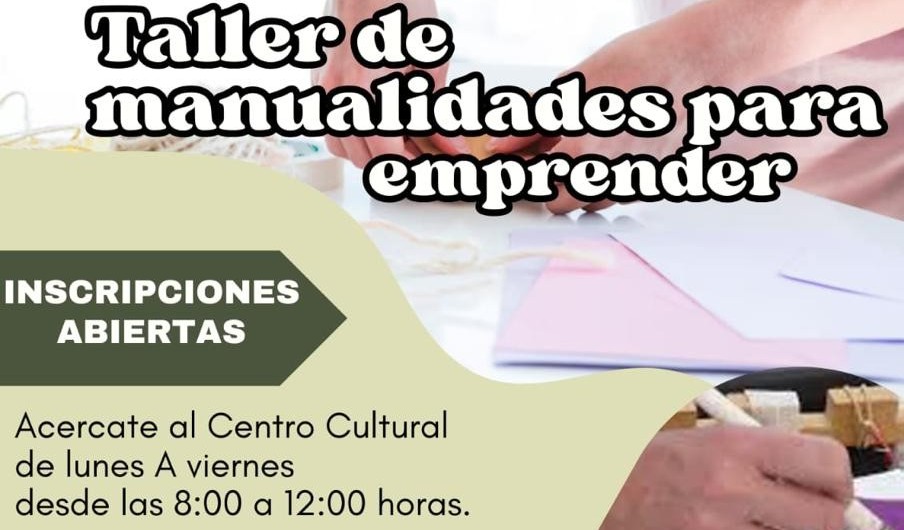 Taller de
manualidades para
emprender
INSCRIPCIONES
ABIERTAS
Acercate al Centro Cultural
de lunes A viernes
desde las 8:00 a 12:00 horas.